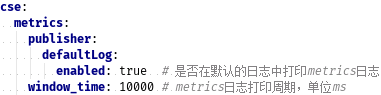 cse:
  metrics:
    publisher:
      defaultLog:
        enabled: true  # 是否在默认的日志中打印metrics日志
    window_time: 10000 # metrics日志打印周期，单位ms